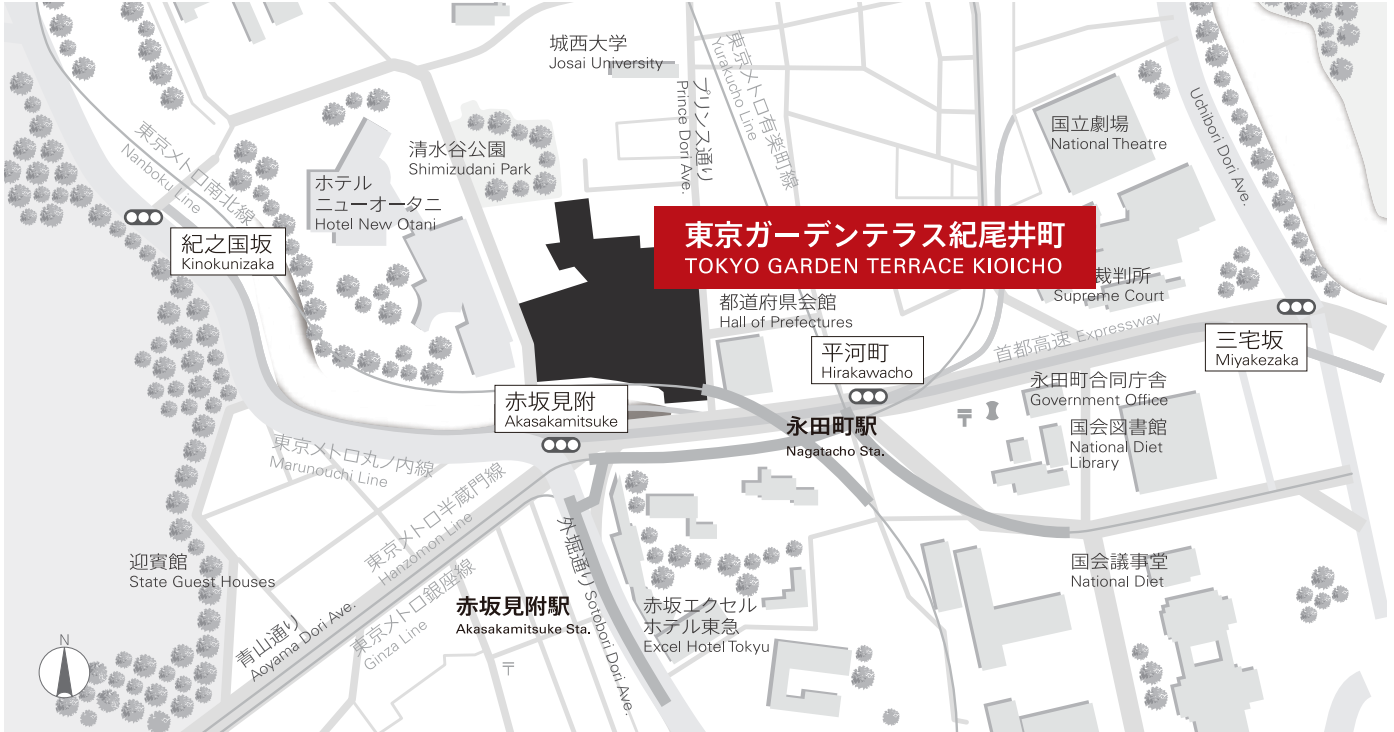 城西大学
Josai University
プリンス通り
Prince Dori Ave.
東京メトロ有楽町線
Yurakucho Line
国立劇場
National Theatre
Uchibori Dori Ave.
東京メトロ南北線
Nanboku Line
清水谷公園
Shimizudani Park
ホテル
ニューオータニ
Hotel New Otani
紀之国坂
Kinokunizaka
東京ガーデンテラス紀尾井町
TOKYO GARDEN TERRACE KIOICHO
裁判所
Supreme Court
都道府県会館
Hall of Prefectures
首都高速 Expressway
三宅坂
Miyakezaka
平河町
Hirakawacho
赤坂見附
Akasakamitsuke
永田町合同庁舎
Government Office
永田町駅
Nagatacho Sta.
国会図書館
National Diet
Library
東京メトロ丸ノ内線
Marunouchi Line
東京メトロ半蔵門線
Hanzomon Line
迎賓館
State Guest Houses
外堀通り Sotobori Dori Ave.
国会議事堂
National Diet
赤坂見附駅
Akasakamitsuke Sta.
赤坂エクセル
ホテル東急
Excel Hotel Tokyu
東京メトロ銀座線
Ginza Line
青山通り
Aoyama Dori Ave.
N
〒